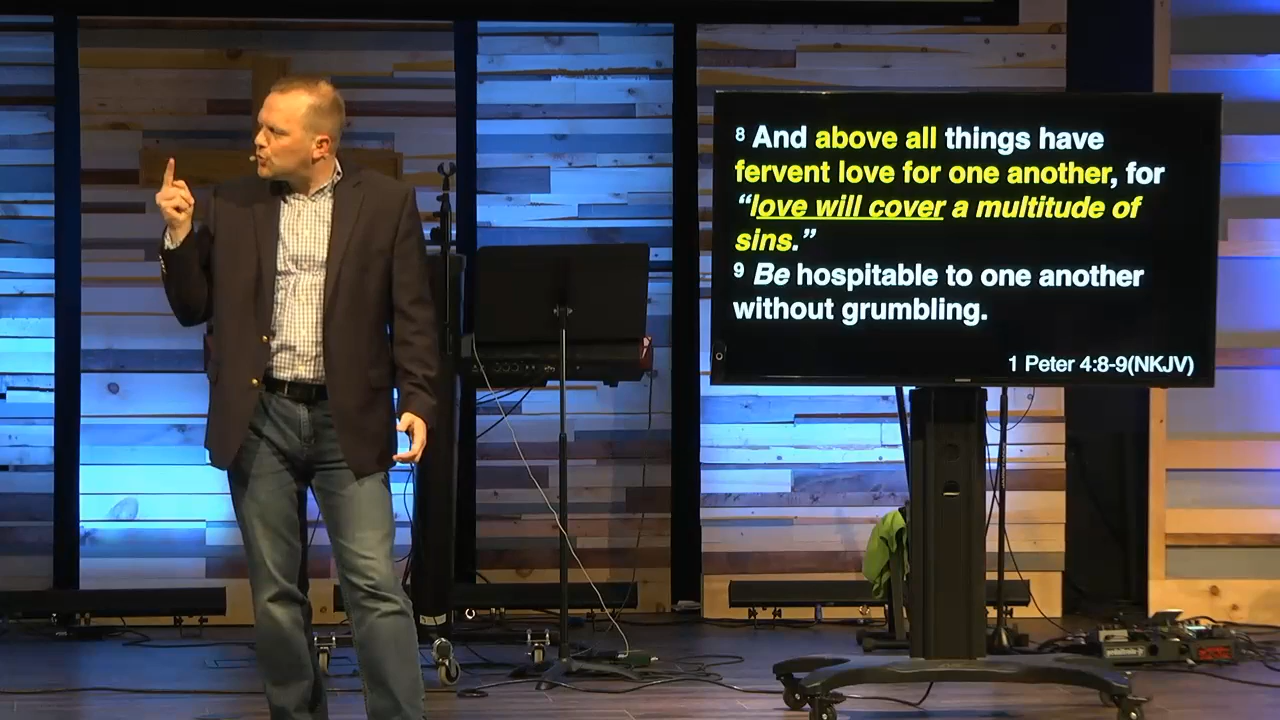 ⁸ And above all things have
fervent love for one another, for
“love will cover a multitude of
sins.”
⁹ Be hospitable to one another
without grumbling.
1 Peter 4:8-9(NKJV)